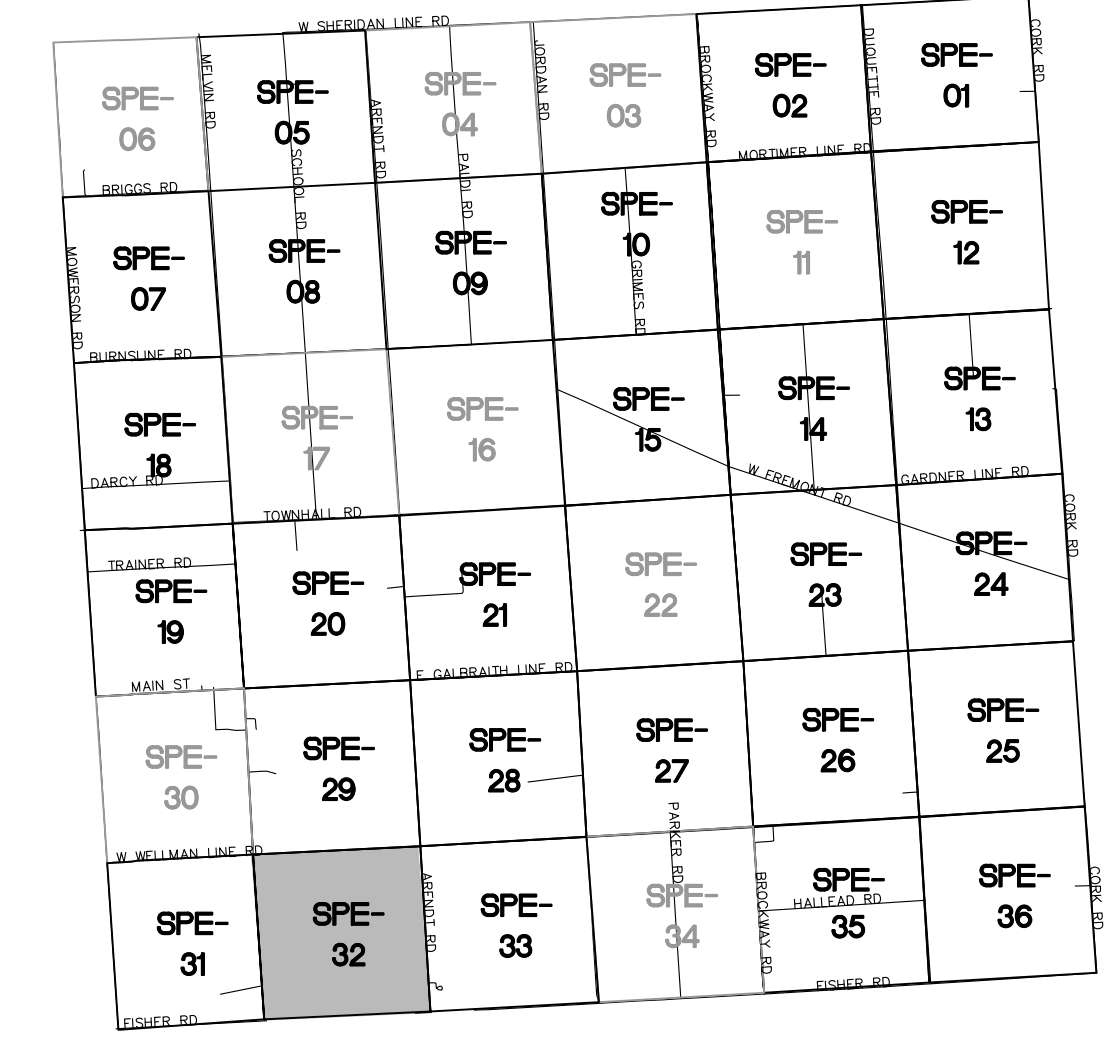 W SHERIDAN LINE RD
MELVIN RD
ARENDT RD
JORDAN RD
BROCKWAY RD
DUQUETTE RD
CORK RD
SPE-
06
SPE-
05
SPE-
04
SPE-
03
SPE-
02
SPE-
01
SCHOOL RD
PAUDI RD
MORTIMER LINE RD
BRIGGS RD
MOWERSON RD
SPE-
07
SPE-
08
SPE-
09
SPE-
10
GRIMES RD
SPE-
11
SPE-
12
BURNSLINE RD
SPE-
18
DARCY RD
SPE-
17
SPE-
16
SPE-
15
SPE-
14
SPE-
13
W FREMONT RD
GARDNER LINE RD
CORK RD
TOWNHALL RD
TRAINER RD
SPE-
19
SPE-
20
SPE-
21
SPE-
22
SPE-
23
SPE-
24
E GALBRAITH LINE RD
MAIN ST
SPE-
30
SPE-
29
SPE-
28
SPE-
27
SPE-
26
SPE-
25
PARKER RD
W WELLMAN LINE RD
ARENDT RD
BROCKWAY RD
CORK RD
SPE-
31
SPE-
32
SPE-
33
SPE-
34
SPE-
HALLEAD RD
35
SPE-
36
FISHER RD
FISHER RD